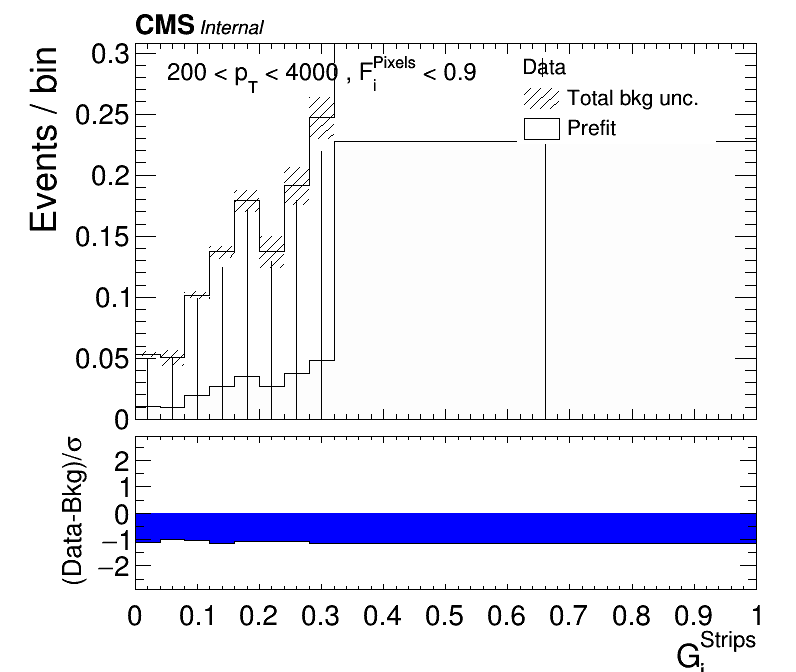 CMS Internal
Events / bin
200 < p_T < 4000 , F_i^Pixels < 0.9
Data
Total bkg unc.
Prefit
0.3
0.25
0.2
0.15
0.1
0.05
0
(Data-Bkg)/σ
2
1
0
−1
−2
0 0.1 0.2 0.3 0.4 0.5 0.6 0.7 0.8 0.9 1
G_i^Strips